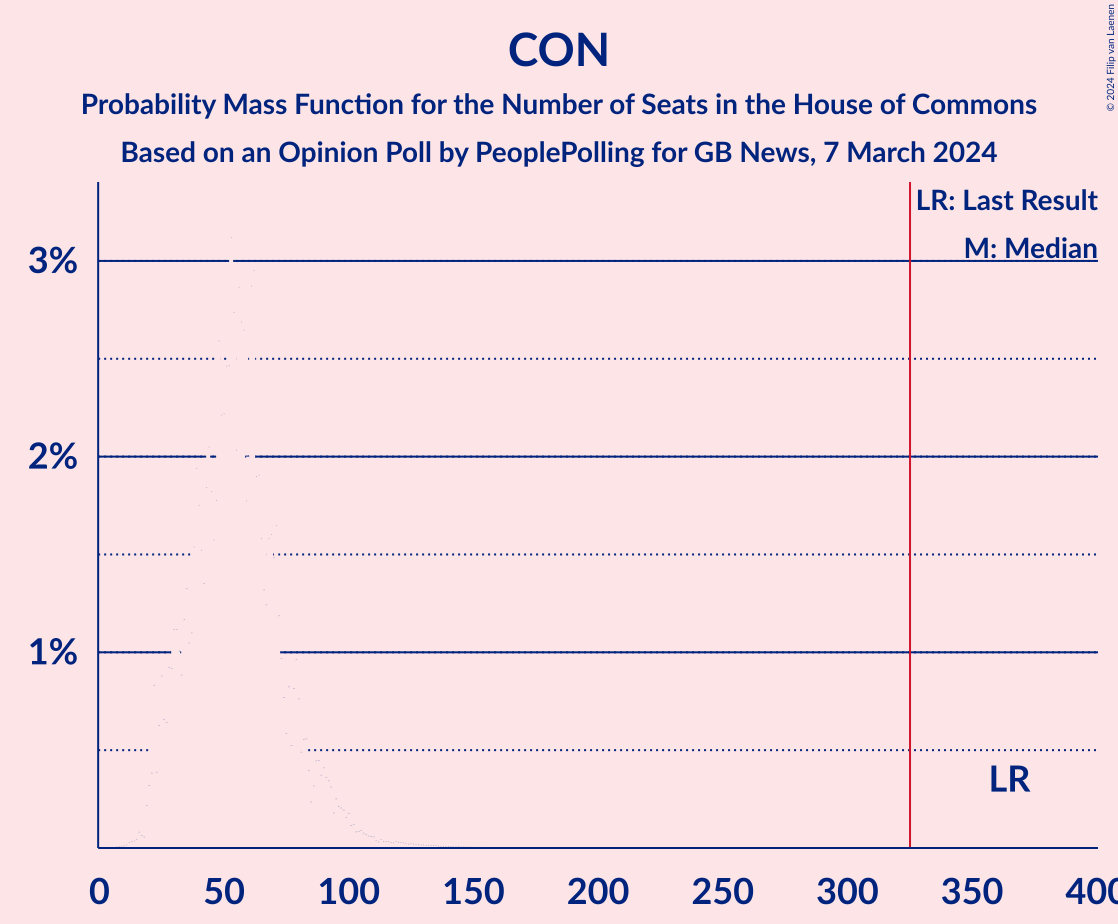 CON
Probability Mass Function for the Number of Seats in the House of Commons
Based on an Opinion Poll by PeoplePolling for GB News, 7 March 2024
© 2024 Filip van Laenen
LR: Last Result
M: Median
3%
2%
1%
LR
0 50 100 150 200 250 300 350 400